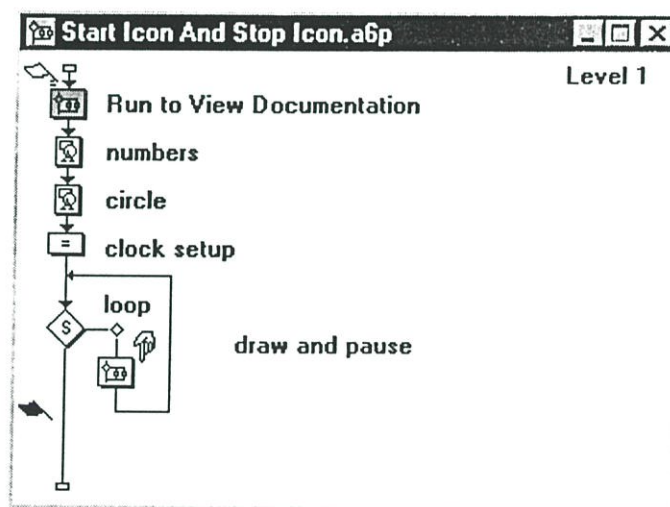 Start Icon And Stop Icon.a6p
Level 1
Run to View Documentation
numbers
circle
=
clock setup
loop
S
draw and pause